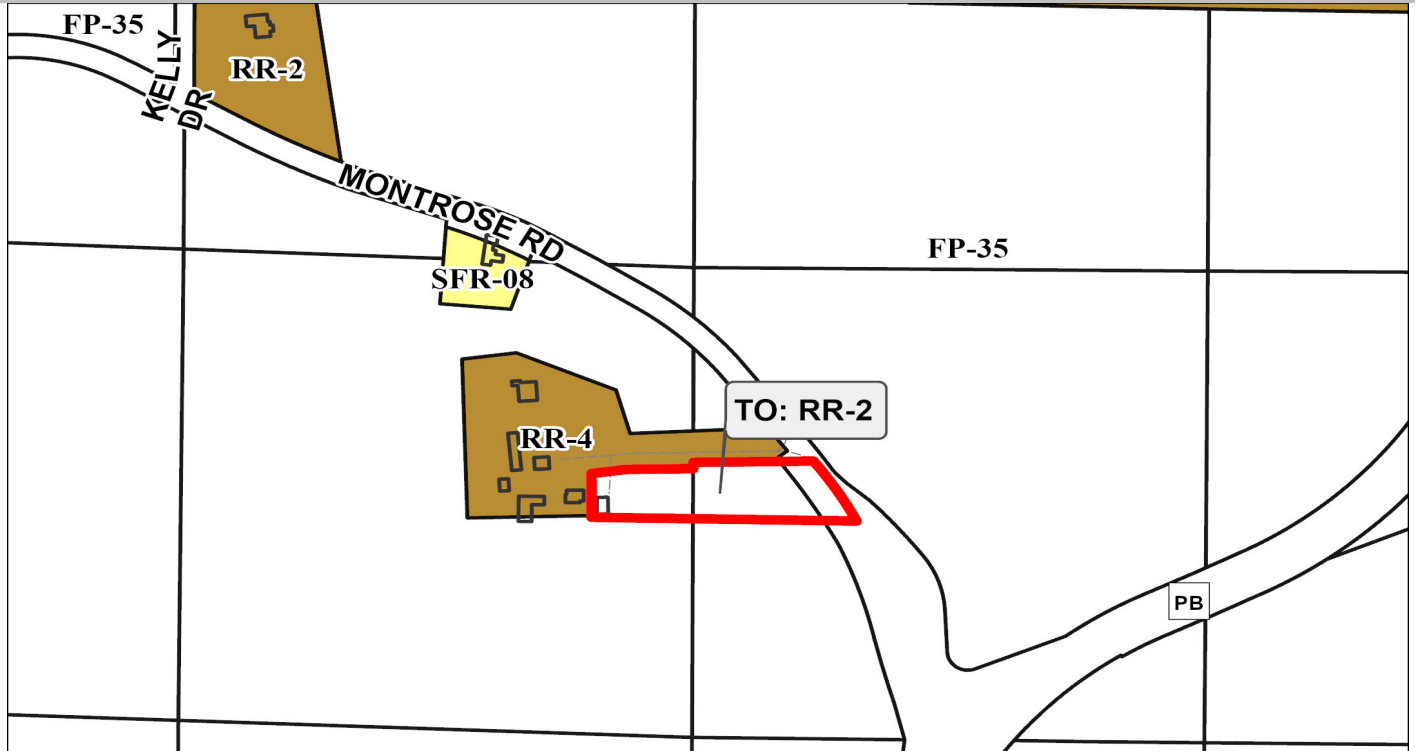 FP-35
RR-2
KELLY
DR
MONTROSE RD
FP-35
SFR-08
TO: RR-2
RR-4
PB